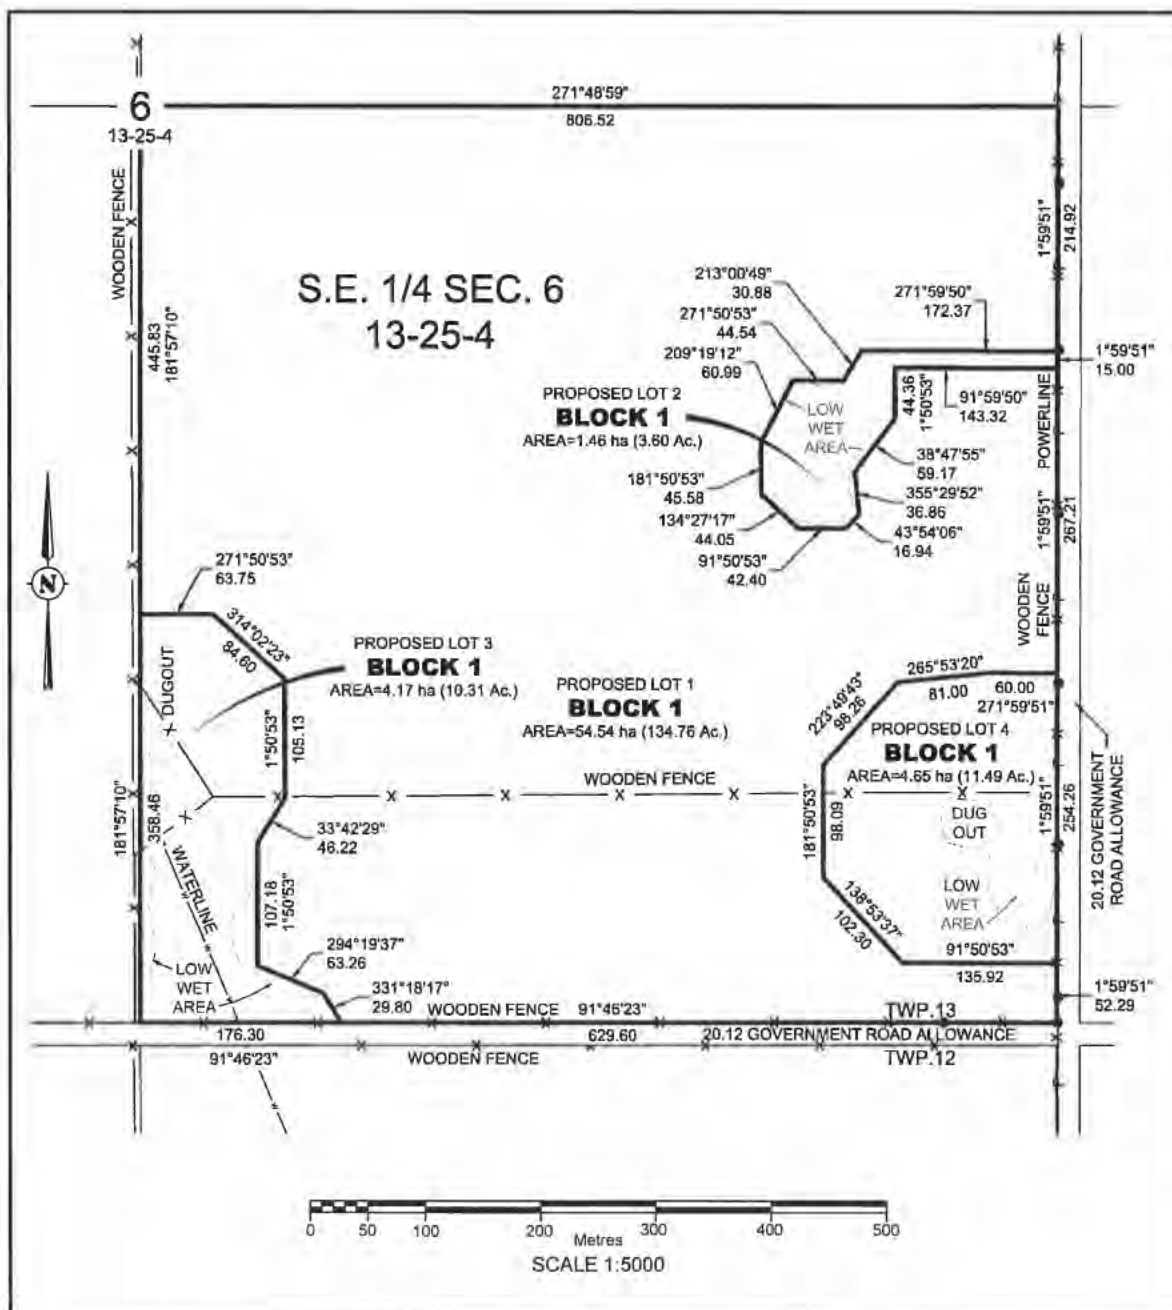 271°48'59"
806.52
6
13-25-4
WOODEN FENCE
445.83
181°57'10"
S.E. 1/4 SEC. 6
13-25-4
1°59'51"
214.92
213°00'49"
30.88
271°50'53"
44.54
209°19'12"
60.99
271°59'50"
172.37
1°59'51"
15.00
PROPOSED LOT 2
BLOCK 1
AREA=1.46 ha (3.60 Ac.)
LOW
WET
AREA
44.36
1°50'53"
91°59'50"
143.32
POWERLINE
38°47'55"
59.17
181°50'53"
45.58
355°29'52"
36.86
134°27'17"
44.05
43°54'06"
16.94
91°50'53"
42.40
1°59'51"
267.21
N
271°50'53"
63.75
314°02'23"
84.60
WOODEN
FENCE
DUGOUT
PROPOSED LOT 3
BLOCK 1
AREA=4.17 ha (10.31 Ac.)
PROPOSED LOT 1
BLOCK 1
AREA=54.54 ha (134.76 Ac.)
265°53'20"
81.00
60.00
271°59'51"
223°49'43"
98.26
PROPOSED LOT 4
BLOCK 1
AREA=4.65 ha (11.49 Ac.)
1°50'53"
105.13
WOODEN FENCE
DUG
OUT
181°57'10"
358.46
33°42'29"
46.22
181°50'53"
98.09
1°59'51"
254.26
20.12 GOVERNMENT
ROAD ALLOWANCE
WATERLINE
107.18
1°50'53"
138°53'37"
102.30
LOW
WET
AREA
91°50'53"
135.92
294°19'37"
63.26
LOW
WET
AREA
331°18'17"
29.80
1°59'51"
52.29
WOODEN FENCE
91°46'23"
TWP.13
176.30
629.60
20.12 GOVERNMENT ROAD ALLOWANCE
91°46'23"
WOODEN FENCE
TWP.12
0 50 100 200 300 400 500
Metres
SCALE 1:5000